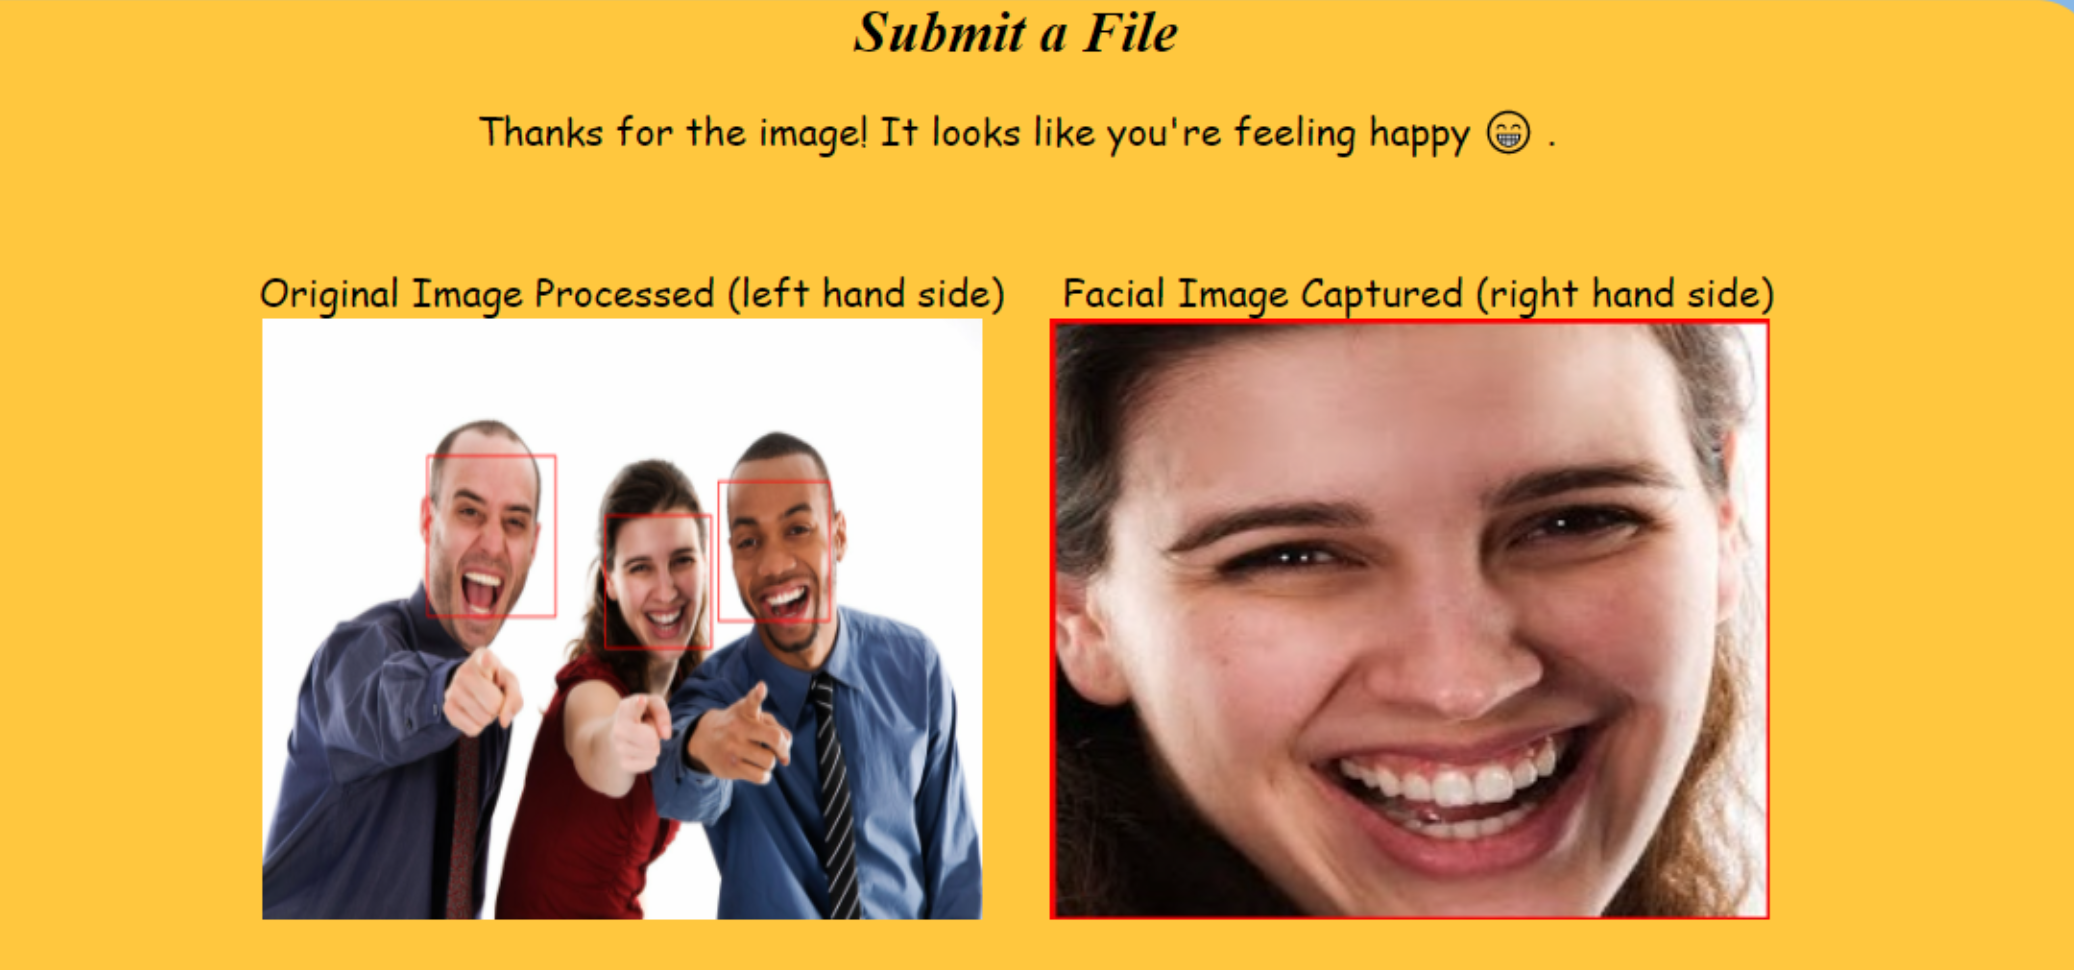 Submit a File
Thanks for the image! It looks like you're feeling happy 😁 .
Original Image Processed (left hand side)
Facial Image Captured (right hand side)